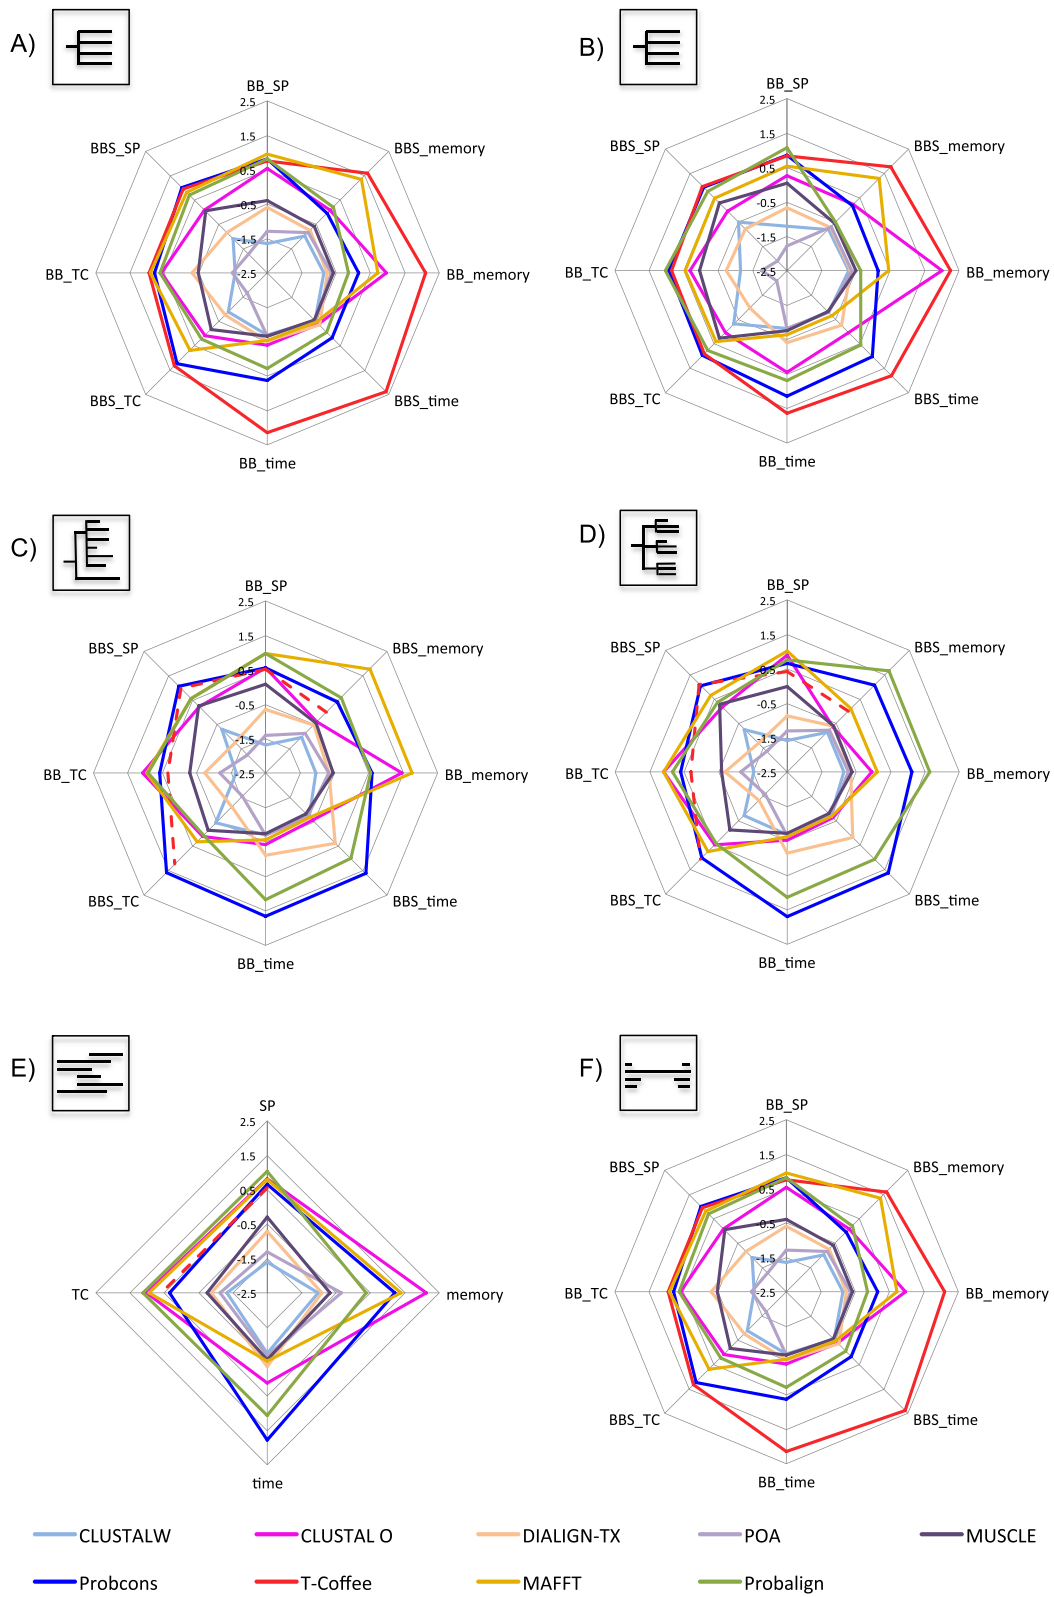 A)
BB_SP
2.5
1.5
0.5
-0.5
-1.5
-2.5
BBS_SP
BBS_memory
BB_TC
BB_memory
BBS_TC
BBS_time
BB_time
B)
BB_SP
2.5
1.5
0.5
-0.5
-1.5
-2.5
BBS_SP
BBS_memory
BB_TC
BB_memory
BBS_TC
BBS_time
BB_time
C)
BB_SP
2.5
1.5
0.5
-0.5
-1.5
-2.5
BBS_SP
BBS_memory
BB_TC
BB_memory
BBS_TC
BBS_time
BB_time
D)
BB_SP
2.5
1.5
0.5
-0.5
-1.5
-2.5
BBS_SP
BBS_memory
BB_TC
BB_memory
BBS_TC
BBS_time
BB_time
E)
SP
2.5
1.5
0.5
-0.5
-1.5
-2.5
TC
memory
time
F)
BB_SP
2.5
1.5
0.5
-0.5
-1.5
-2.5
BBS_SP
BBS_memory
BB_TC
BB_memory
BBS_TC
BBS_time
BB_time
CLUSTALW CLUSTAL O DIALIGN-TX POA MUSCLE
Probcons T-Coffee MAFFT Probalign